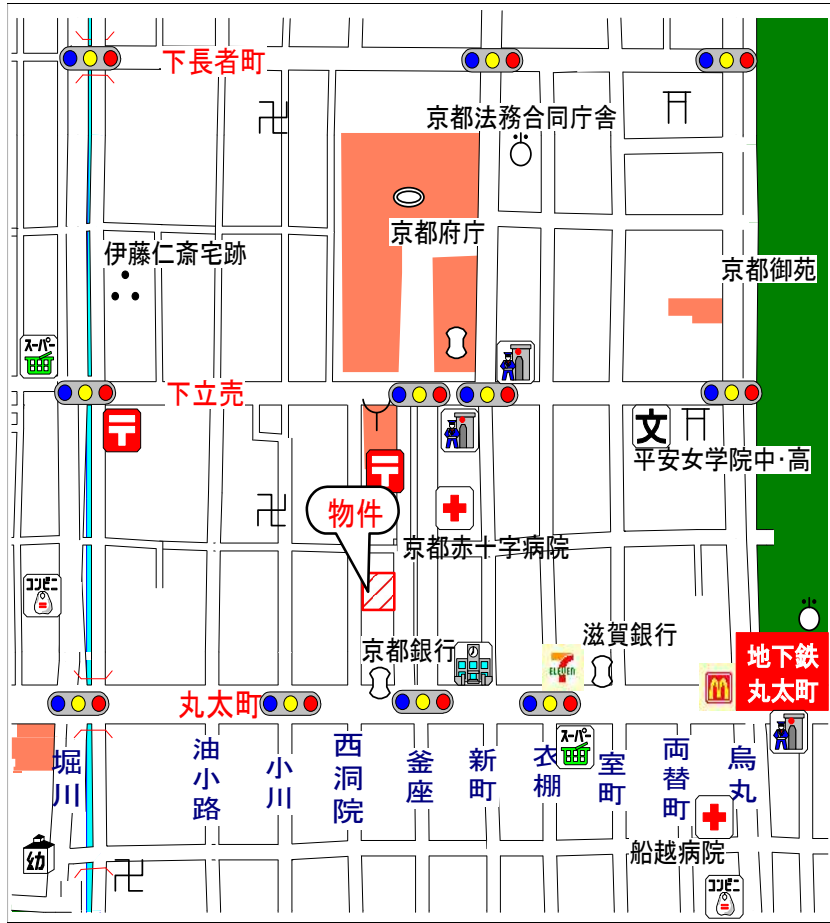 下長者町
京都法務合同庁舎
京都府庁
伊藤仁斎宅跡
京都御苑
スーパー
下立売
文
平安女学院中・高
物件
京都赤十字病院
コンビニ
滋賀銀行
京都銀行
7
ELEVEN
地下鉄
丸太町
丸太町
スーパー
堀川
油小路
小川
西洞院
釜座
新町
衣棚
室町
両替町
烏丸
船越病院
幼
コンビニ